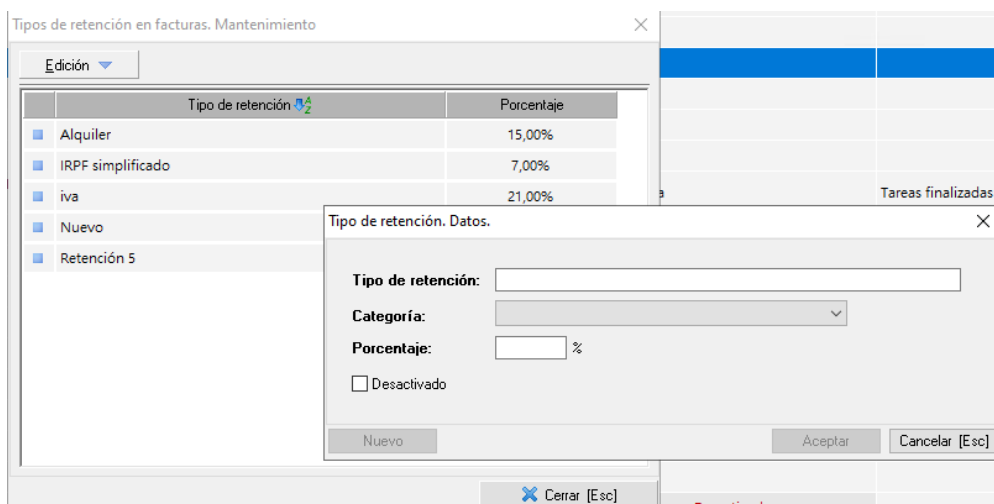 Tipos de retención en facturas. Mantenimiento
Edición
Tipo de retención Porcentaje
Alquiler 15,00%
IRPF simplificado 7,00%
iva 21,00%
Nuevo
Retención 5
Tareas finalizadas
Tipo de retención. Datos.
Tipo de retención:
Categoría:
Porcentaje: %
Desactivado
Nuevo Aceptar Cancelar [Esc]
Cerrar [Esc]